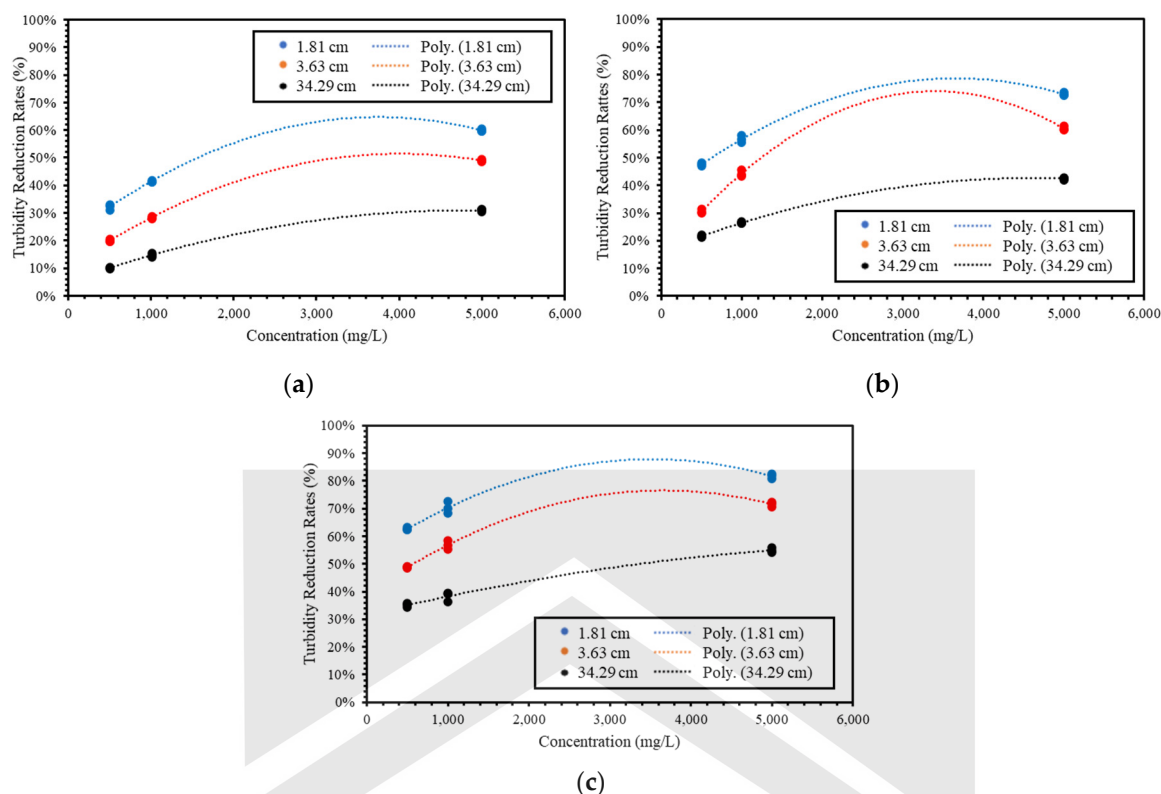 100%
90%
80%
70%
60%
50%
40%
30%
20%
10%
0%
Turbidity Reduction Rates (%)
1.81 cm Poly. (1.81 cm)
3.63 cm Poly. (3.63 cm)
34.29 cm Poly. (34.29 cm)
0 1,000 2,000 3,000 4,000 5,000 6,000
Concentration (mg/L)
(a)
100%
90%
80%
70%
60%
50%
40%
30%
20%
10%
0%
Turbidity Reduction Rates (%)
1.81 cm Poly. (1.81 cm)
3.63 cm Poly. (3.63 cm)
34.29 cm Poly. (34.29 cm)
0 1,000 2,000 3,000 4,000 5,000 6,000
Concentration (mg/L)
(b)
100%
90%
80%
70%
60%
50%
40%
30%
20%
10%
0%
Turbidity Reduction Rates (%)
1.81 cm Poly. (1.81 cm)
3.63 cm Poly. (3.63 cm)
34.29 cm Poly. (34.29 cm)
0 1,000 2,000 3,000 4,000 5,000 6,000
Concentration (mg/L)
(c)